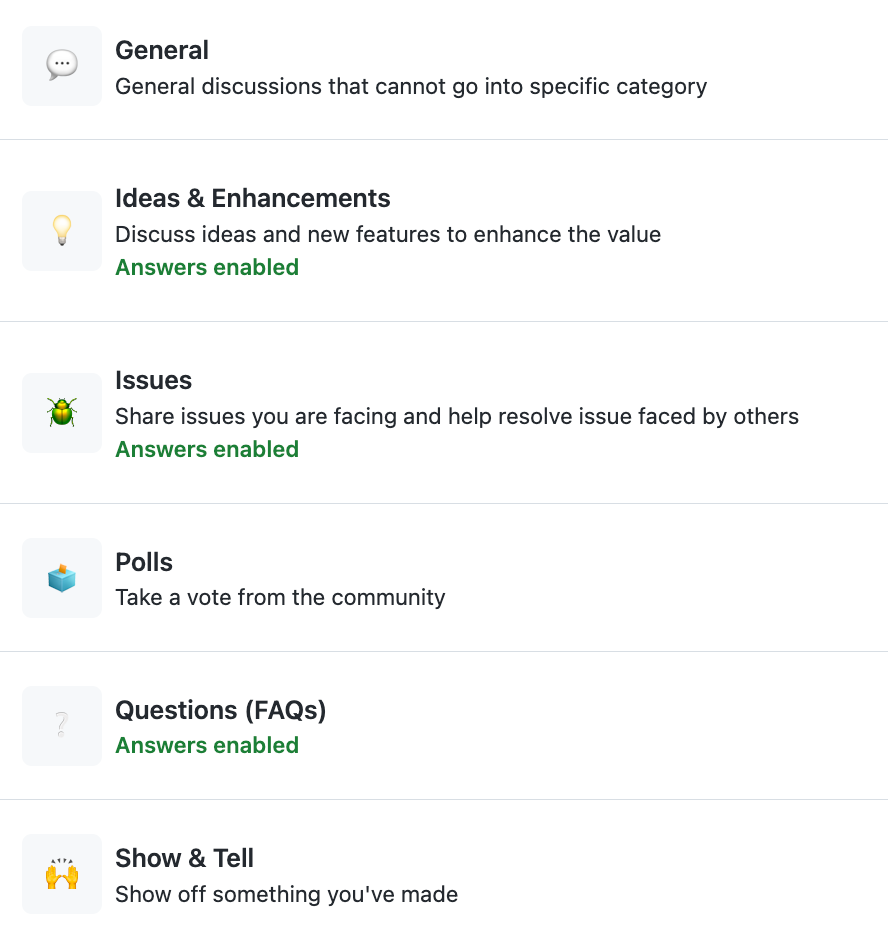 General
General discussions that cannot go into specific category
Ideas & Enhancements
Discuss ideas and new features to enhance the value
Answers enabled
Issues
Share issues you are facing and help resolve issue faced by others
Answers enabled
Polls
Take a vote from the community
Questions (FAQs)
Answers enabled
Show & Tell
Show off something you've made